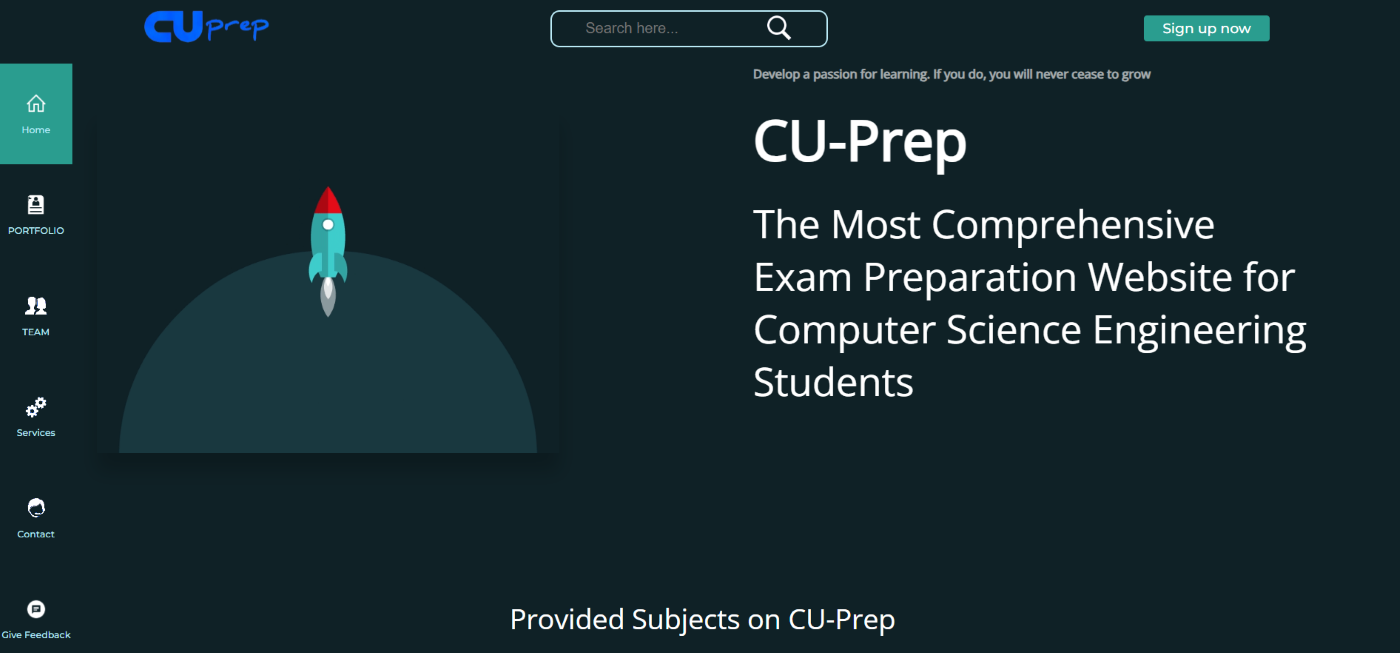 CUprep
Search here...
Sign up now
Home
PORTFOLIO
TEAM
Services
Contact
Give Feedback
Develop a passion for learning. If you do, you will never cease to grow
CU-Prep
The Most Comprehensive
Exam Preparation Website for
Computer Science Engineering
Students
Provided Subjects on CU-Prep